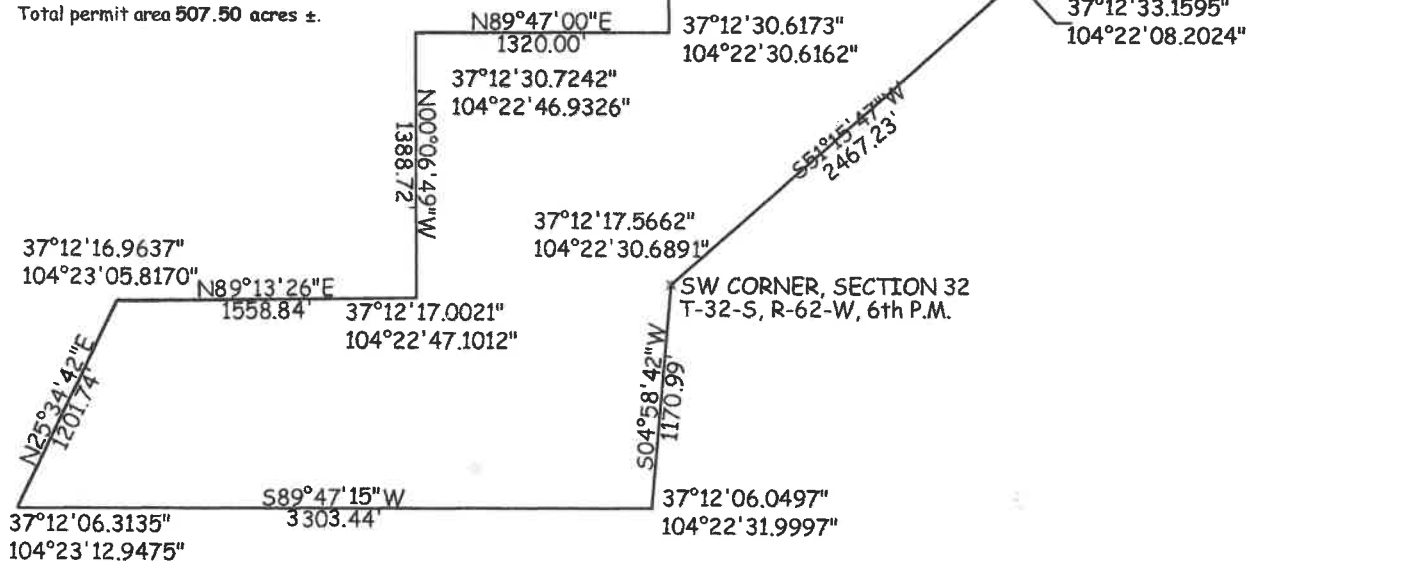 Total permit area 507.50 acres ±.
N89°47'00"E
1320.00'
37°12'30.6173"
104°22'30.6162"
37°12'33.1595"
104°22'08.2024"
37°12'30.7242"
104°22'46.9326"
N00°06'49"W
1388.72'
S51°15'47"W
2467.23'
37°12'17.5662"
104°22'30.6891"
37°12'16.9637"
104°23'05.8170"
N89°13'26"E
1558.84'
37°12'17.0021"
104°22'47.1012"
SW CORNER, SECTION 32
T-32-S, R-62-W, 6th P.M.
N25°34'42"E
1201.74'
S04°58'42"W
1170.99'
S89°47'15"W
3303.44'
37°12'06.0497"
104°22'31.9997"
37°12'06.3135"
104°23'12.9475"